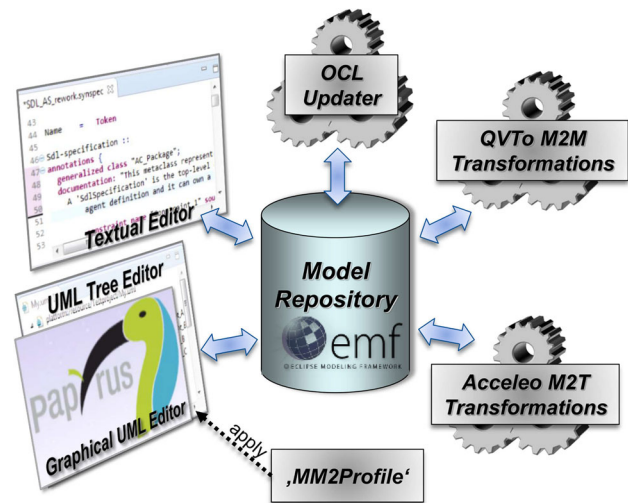 *SDL_AS_rework.synspec
43
44 Name = Token
45
46 Sdl-specification ::
47 annotations {
48 generalized class "AC_Package";
49 documentation: "this metaclass represent
50 A 'SdlSpecification' is the top-level
51 agent definition and it can own a
52
53 sou
Textual Editor
OCL
Updater
QVTo M2M
Transformations
Model
Repository
emf
ECLIPSE MODELING FRAMEWORK
UML Tree Editor
papyrus
Graphical UML Editor
Acceleo M2T
Transformations
apply
‚MM2Profile‘